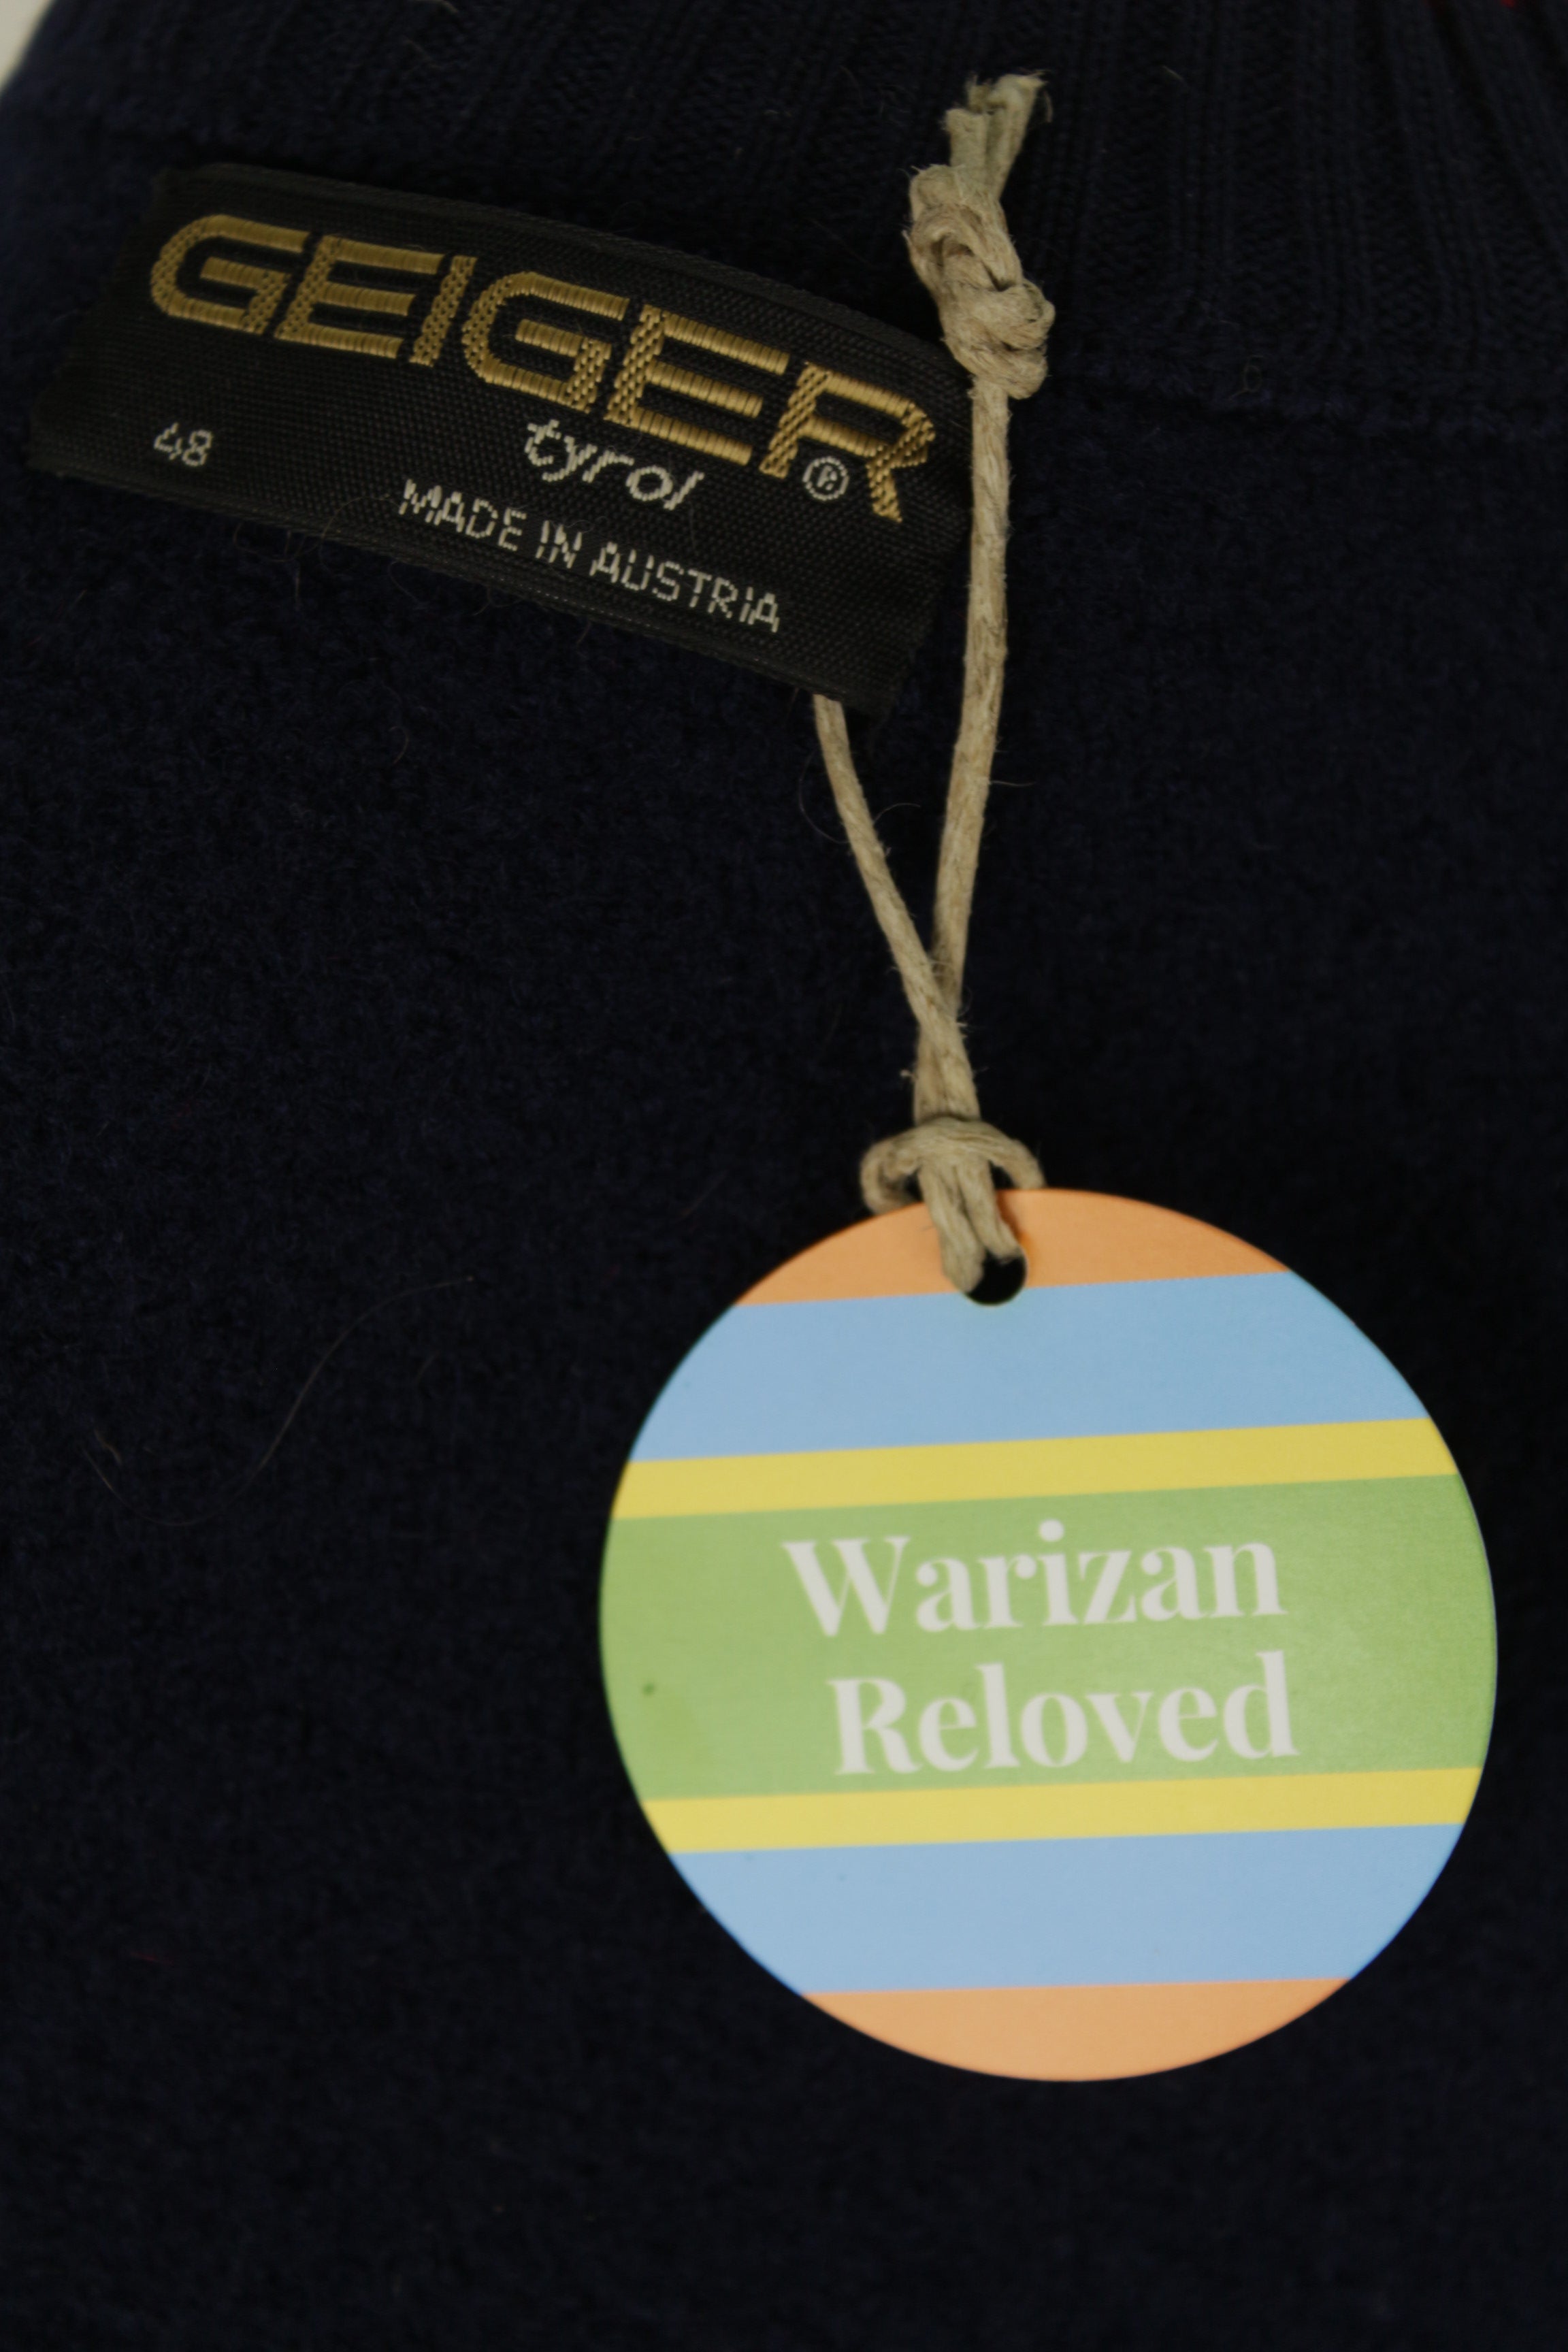 GEIGER®
48
tyrol
MADE IN AUSTRIA
Warizan
Reloved